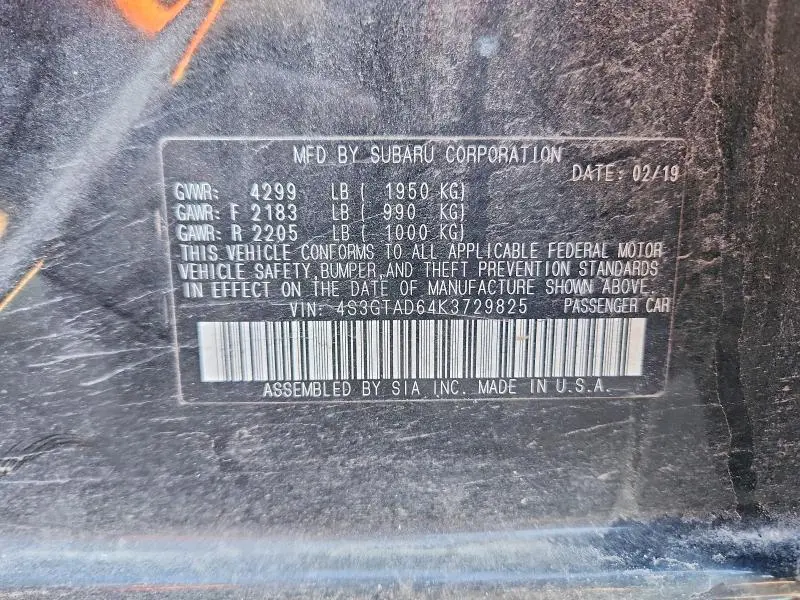 MFD BY SUBARU CORPORATION
DATE: 02/19
GVWR: 4299 LB ( 1950 KG)
GAWR: F 2183 LB ( 990 KG)
GAWR: R 2205 LB ( 1000 KG)
THIS VEHICLE CONFORMS TO ALL APPLICABLE FEDERAL MOTOR
VEHICLE SAFETY, BUMPER, AND THEFT PREVENTION STANDARDS
IN EFFECT ON THE DATE OF MANUFACTURE SHOWN ABOVE.
VIN: 4S3GTAD64K3729825 PASSENGER CAR
ASSEMBLED BY SIA, INC. MADE IN U.S.A.